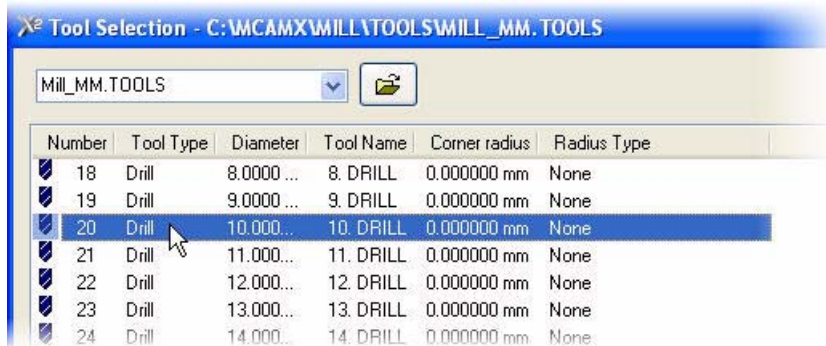 X² Tool Selection - C:\MCAMX\MILL\TOOLS\MILL_MM.TOOLS
Mill_MM.TOOLS
Number Tool Type Diameter Tool Name Corner radius Radius Type
18 Drill 8.0000 ... 8. DRILL 0.000000 mm None
19 Drill 9.0000 ... 9. DRILL 0.000000 mm None
20 Drill 10.000... 10. DRILL 0.000000 mm None
21 Drill 11.000... 11. DRILL 0.000000 mm None
22 Drill 12.000... 12. DRILL 0.000000 mm None
23 Drill 13.000... 13. DRILL 0.000000 mm None
24 Drill 14.000... 14. DRILL 0.000000 mm None